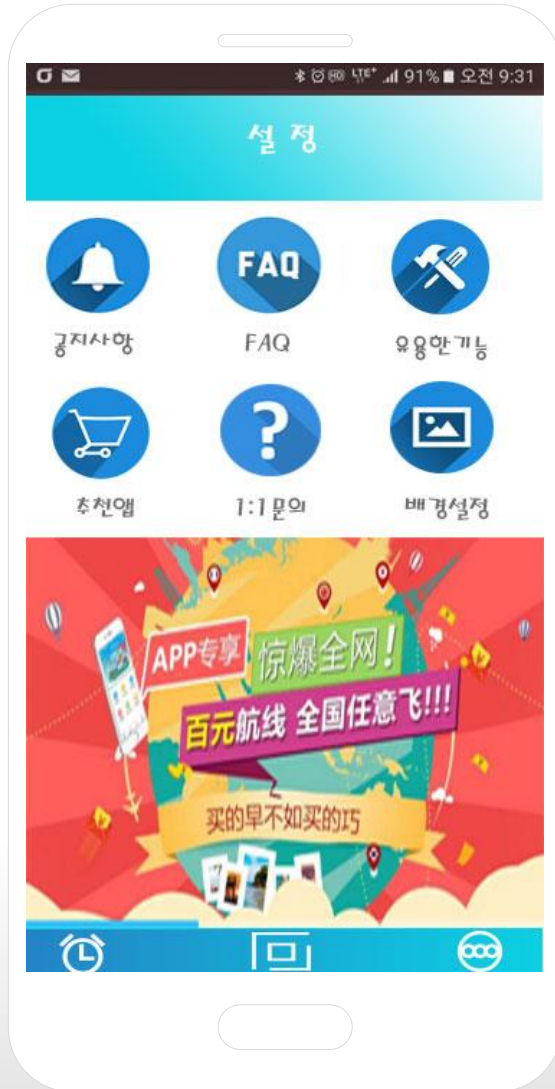 91% 오전 9:31
설 정
FAQ
공지사항 FAQ 유용한기능
?
추천앱 1:1문의 배경설정
APP专享 惊爆全网!
百元航线 全国任意飞!!!
买的早不如买的巧